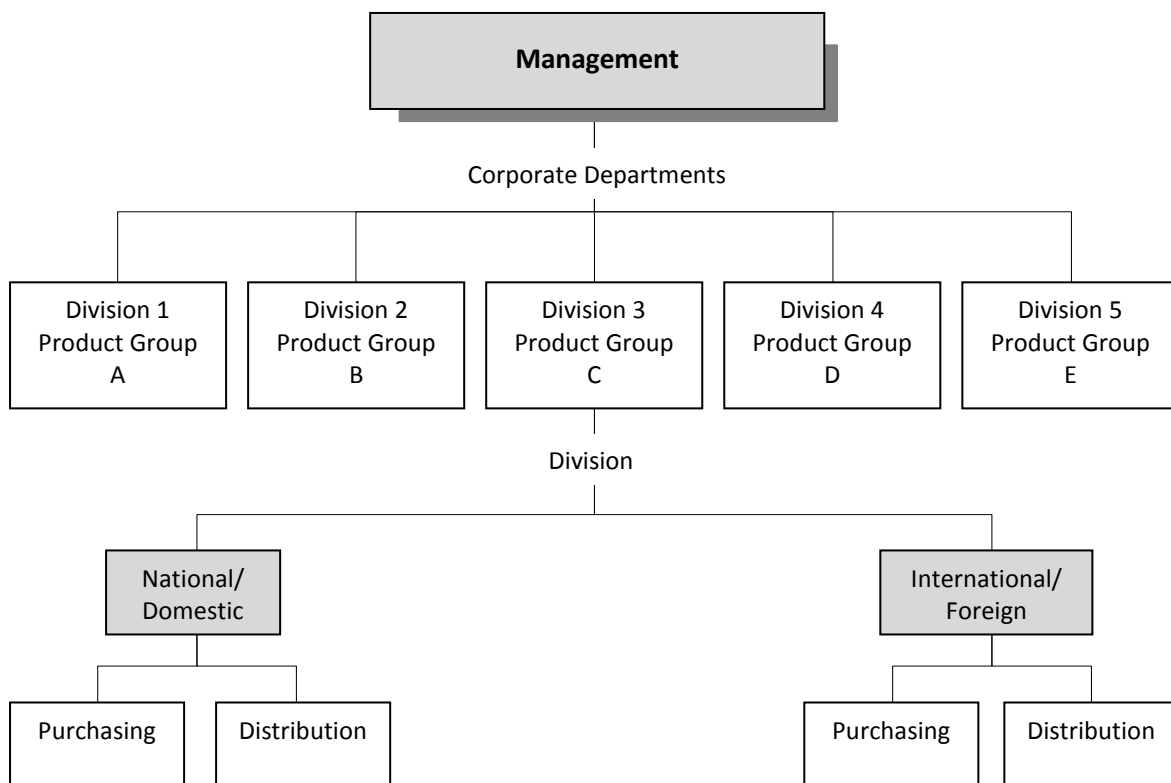 Management
Corporate Departments
Division 1
Product Group
A
Division 2
Product Group
B
Division 3
Product Group
C
Division 4
Product Group
D
Division 5
Product Group
E
Division
National/
Domestic
International/
Foreign
Purchasing
Distribution
Purchasing
Distribution